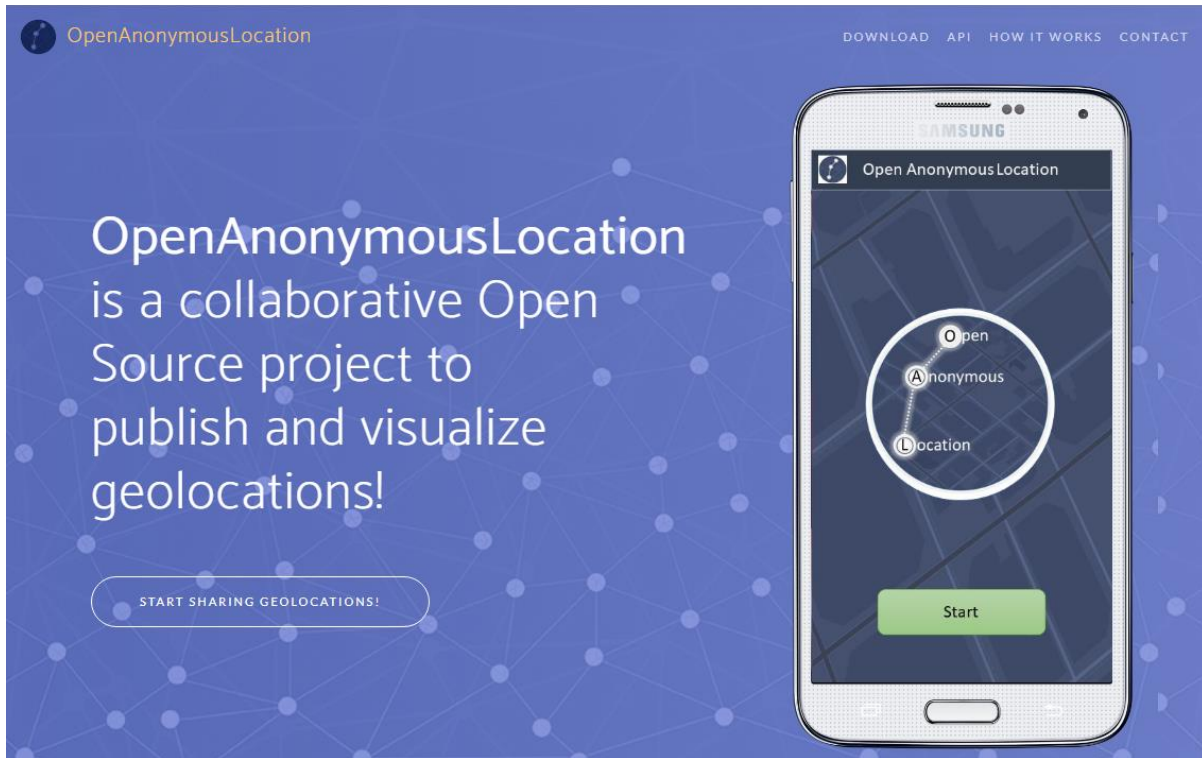 OpenAnonymousLocation
DOWNLOAD API HOW IT WORKS CONTACT
OpenAnonymousLocation
is a collaborative Open
Source project to
publish and visualize
geolocations!
START SHARING GEOLOCATIONS!
SAMSUNG
Open Anonymous Location
Open
Anonymous
Location
Start